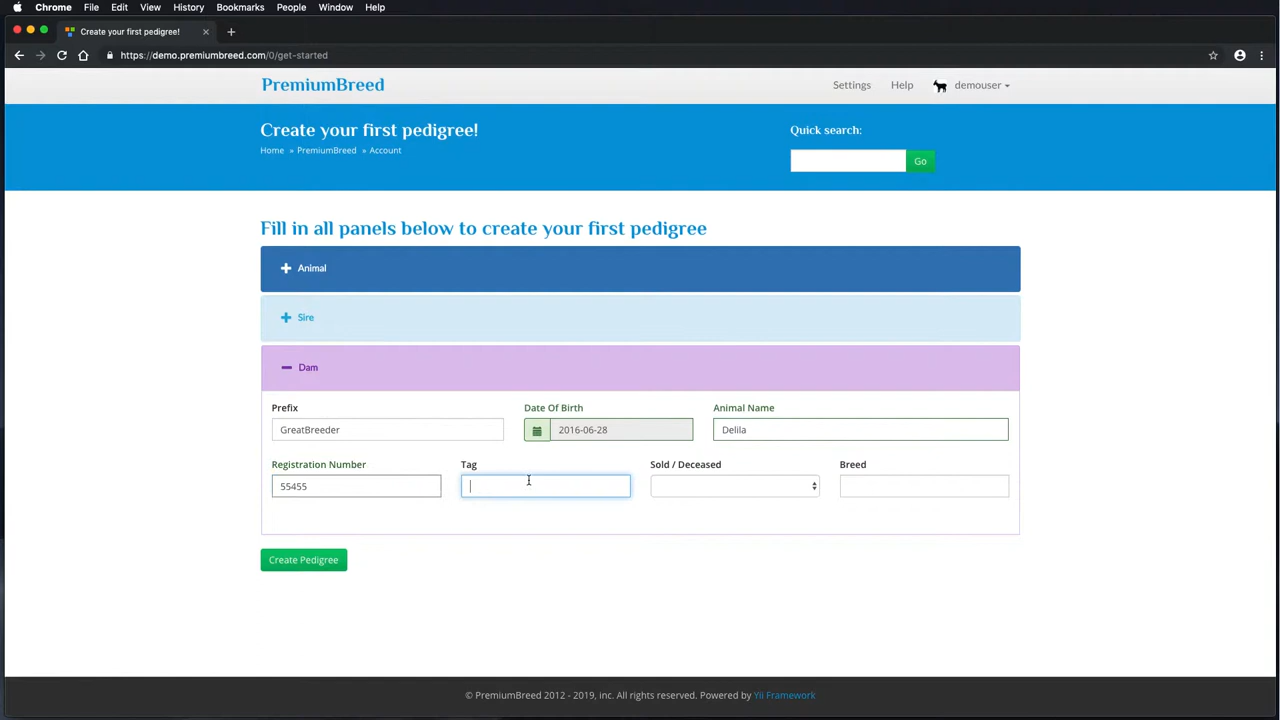 Chrome File Edit View History Bookmarks People Window Help
Create your first pedigree!
https://demo.premiumbreed.com/0/get-started
PremiumBreed Settings Help demouser
Create your first pedigree! Quick search:
Home » PremiumBreed » Account Go
Fill in all panels below to create your first pedigree
Animal
Sire
Dam
Prefix Date Of Birth Animal Name
GreatBreeder 2016-06-28 Delila
Registration Number Tag Sold / Deceased Breed
55455
Create Pedigree
© PremiumBreed 2012 - 2019, inc. All rights reserved. Powered by Yii Framework